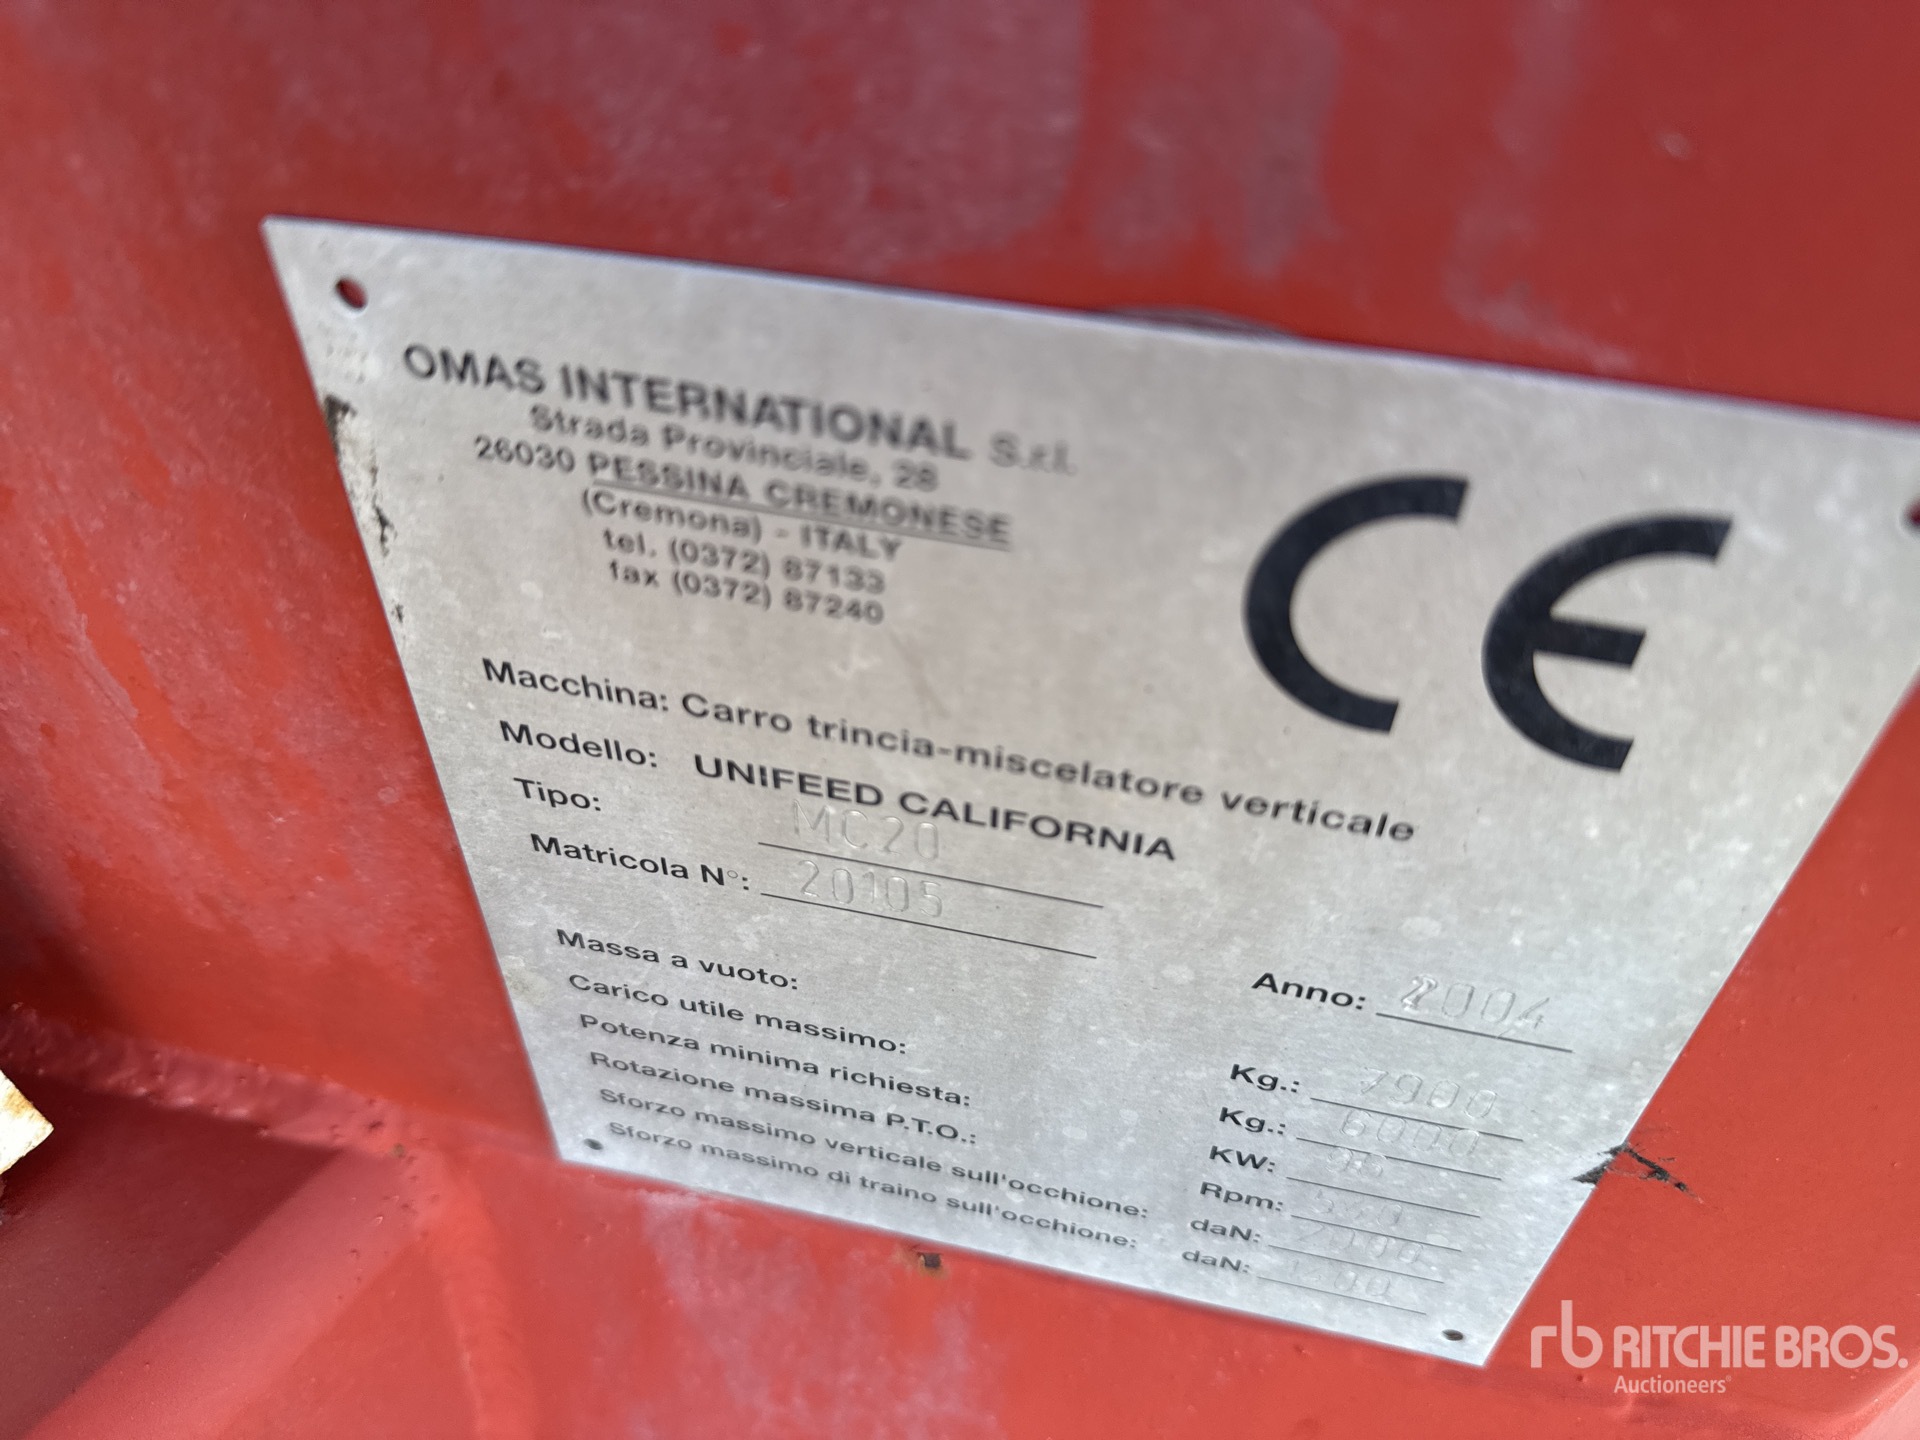 OMAS INTERNATIONAL S.r.l.
Strada Provinciale, 28
26030 PESSINA CREMONESE
(Cremona) - ITALY
tel. (0372) 87133
fax (0372) 87240
CE
Macchina: Carro trincia-miscelatore verticale
Modello: UNIFEED CALIFORNIA
Tipo: MC20
Matricola N°: 20105
Anno: 2004
Massa a vuoto: Kg.: 7900
Carico utile massimo: Kg.: 6000
Potenza minima richiesta: KW:
Rotazione massima P.T.O.: Rpm: 540
Sforzo massimo verticale sull'occhione: daN: 2000
Sforzo massimo di traino sull'occhione: daN:
rb RITCHIE BROS.
Auctioneers